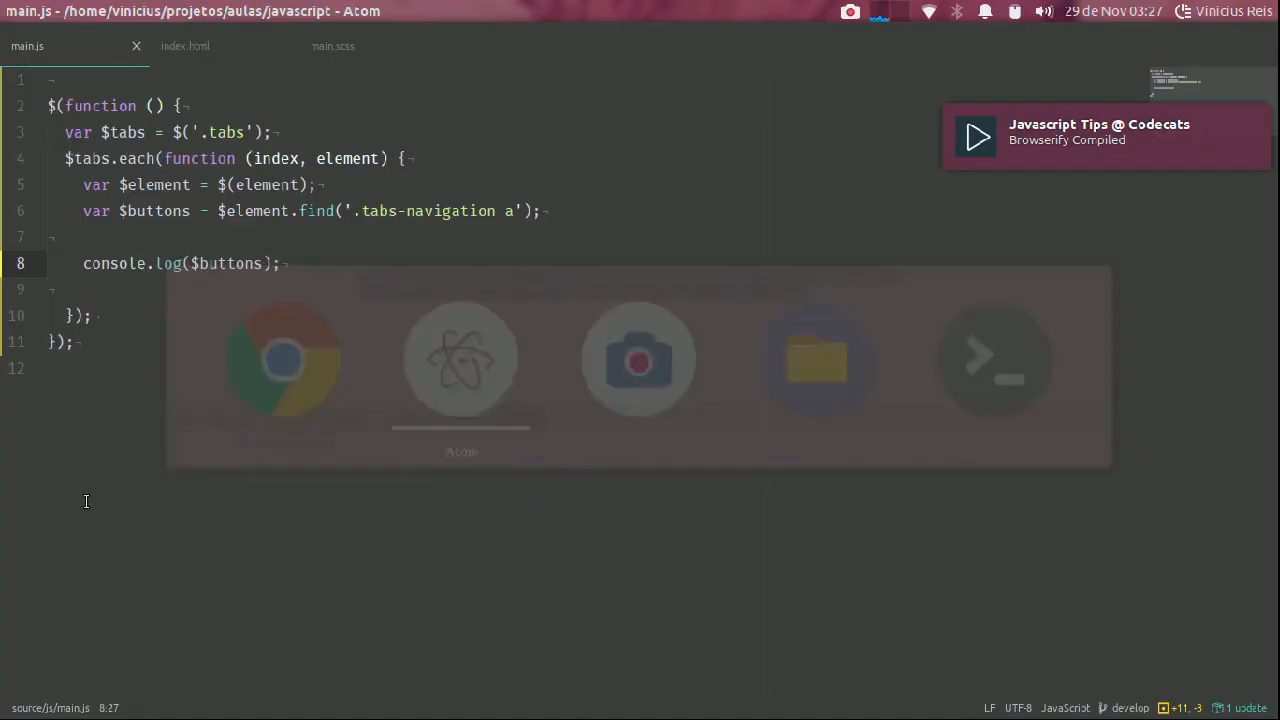 main.js - /home/vinicius/projetos/aulas/javascript - Atom
29 de Nov 03:27
Vinicius Reis
main.js
index.html
main.scss
1
2 $(function () {
3 var $tabs = $('.tabs');
4 $tabs.each(function (index, element) {
5 var $element = $(element);
6 var $buttons = $element.find('.tabs-navigation a');
7
8 console.log($buttons);
9
10 });
11 });
12
Javascript Tips @ Codecats
Browserify Compiled
Atom
source/js/main.js 8:27
LF UTF-8 JavaScript develop +11, -3 1 update